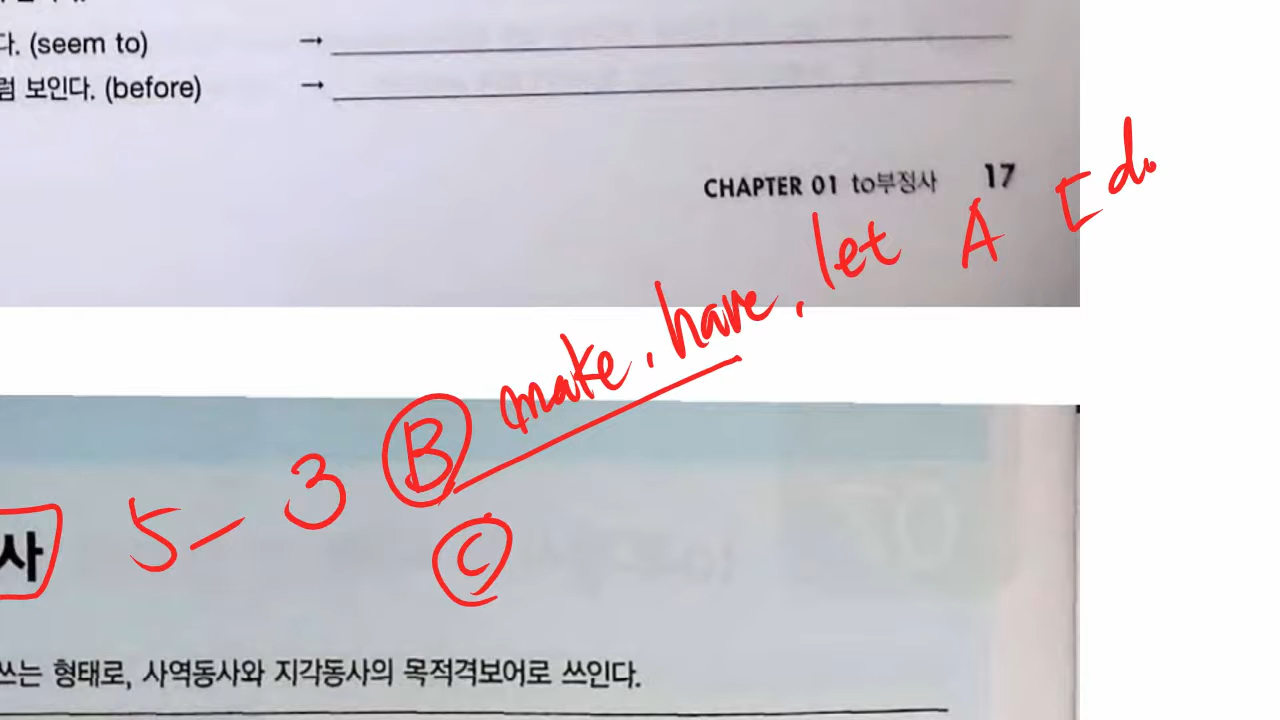 다. (seem to) →
럼 보인다. (before) →
CHAPTER 01 to부정사 17
make, have, let A [do
사 5-3 B
C
쓰는 형태로, 사역동사와 지각동사의 목적격보어로 쓰인다.